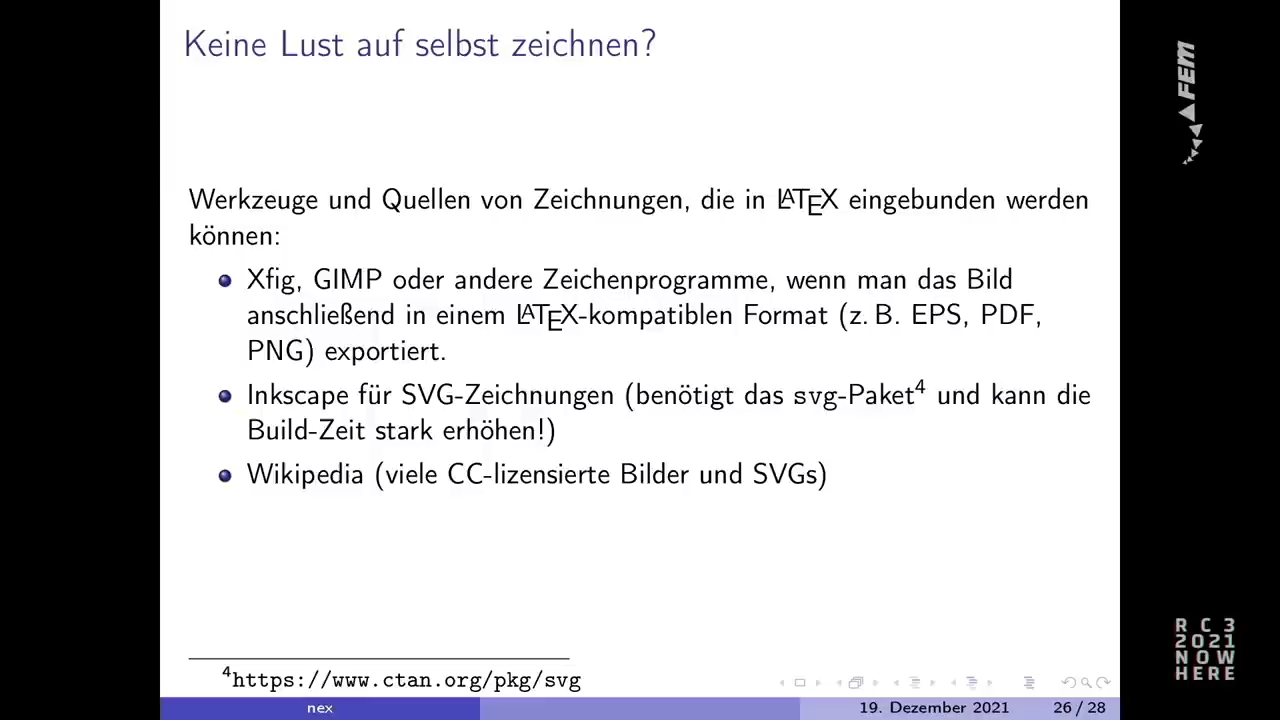 Keine Lust auf selbst zeichnen?
Werkzeuge und Quellen von Zeichnungen, die in LATEX eingebunden werden
können:
Xfig, GIMP oder andere Zeichenprogramme, wenn man das Bild
anschließend in einem LATEX-kompatiblen Format (z. B. EPS, PDF,
PNG) exportiert.
Inkscape für SVG-Zeichnungen (benötigt das svg-Paket⁴ und kann die
Build-Zeit stark erhöhen!)
Wikipedia (viele CC-lizensierte Bilder und SVGs)
⁴https://www.ctan.org/pkg/svg
nex
19. Dezember 2021
26 / 28
FEM
RC3
2021
NOW
HERE